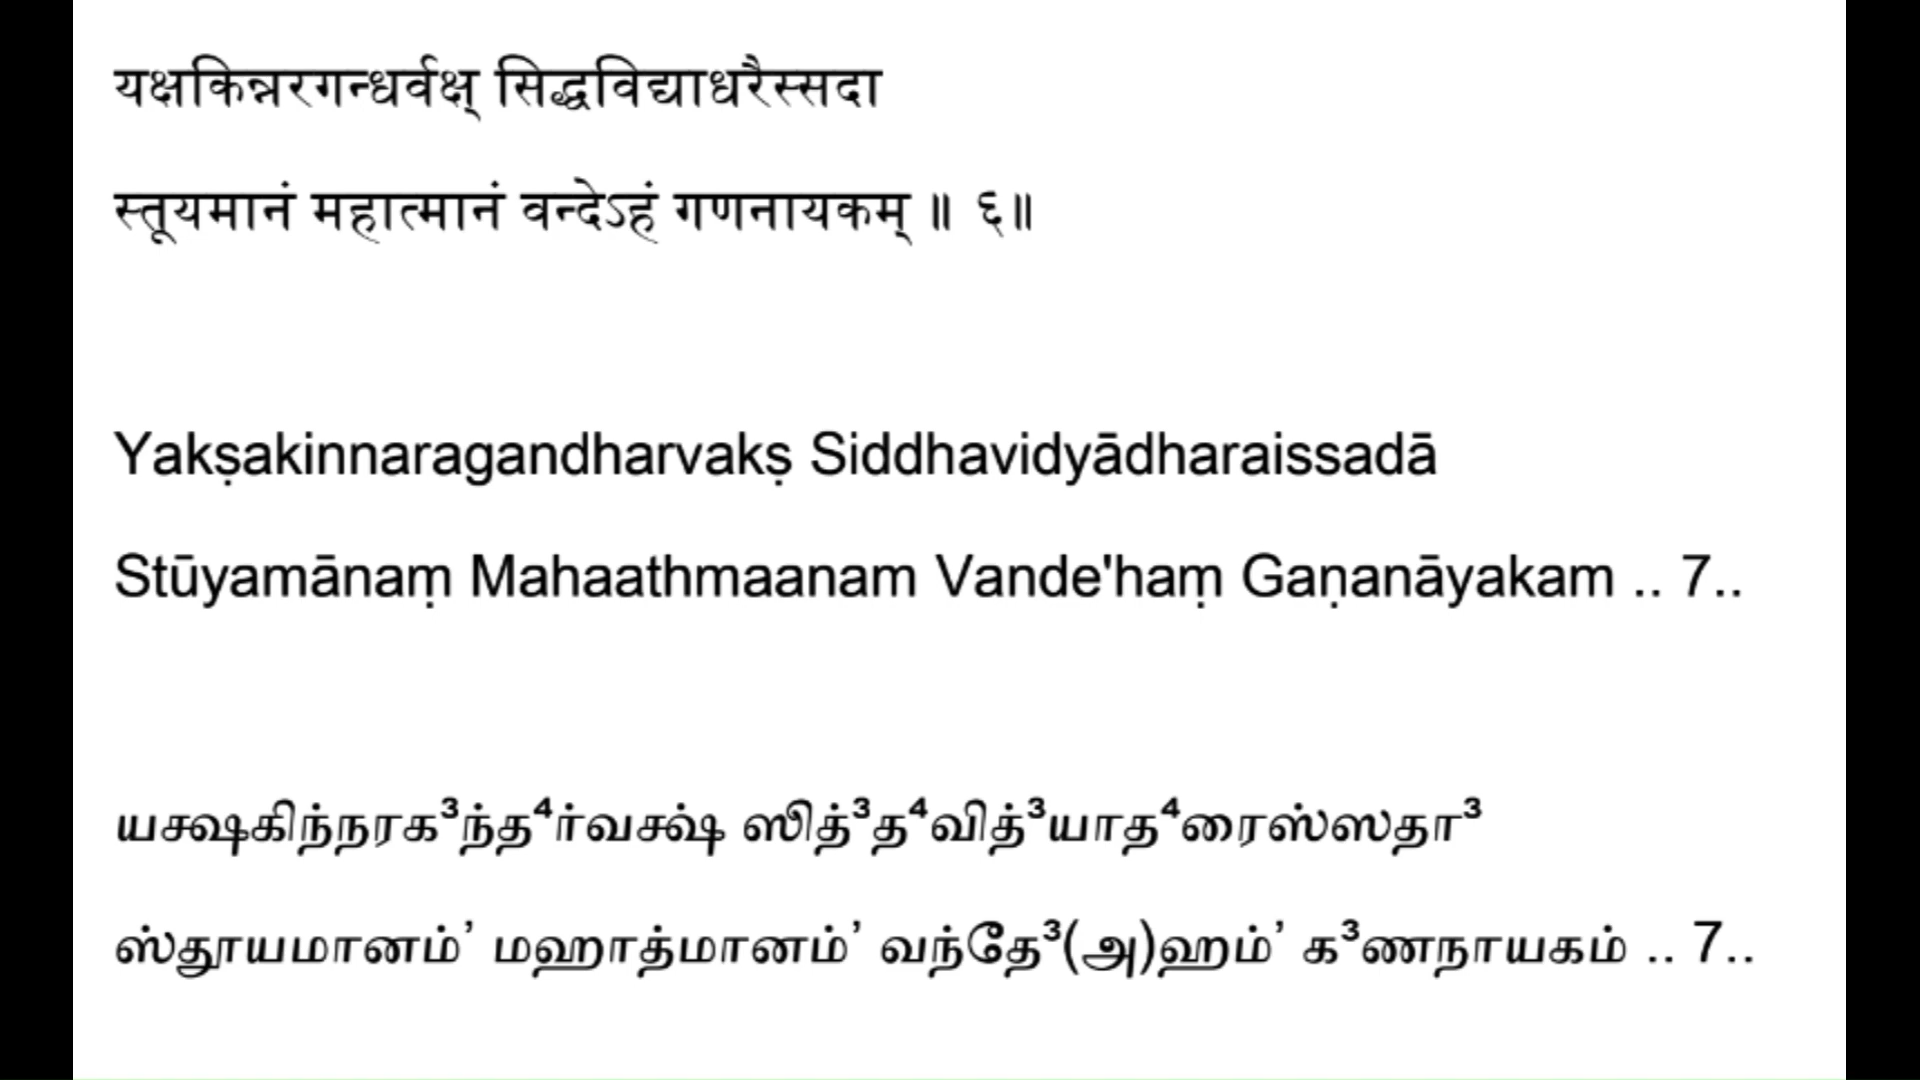 यक्षकिन्नरगन्धर्वक्ष् सिद्धविद्याधरैस्सदा
स्तूयमानं महात्मानं वन्देऽहं गणनायकम् ॥ ६॥
Yakṣakinnaragandharvakṣ Siddhavidyādharaissadā
Stūyamānaṃ Mahaathmaanam Vande'haṃ Gaṇanāyakam .. 7..
யக்ஷகிந்நரக³ந்த⁴ர்வக்ஷ் ஸித்³த⁴வித்³யாத⁴ரைஸ்ஸதா³
ஸ்தூயமானம்ʼ மஹாத்மானம்ʼ வந்தே³(அ)ஹம்ʼ க³ணநாயகம் .. 7..